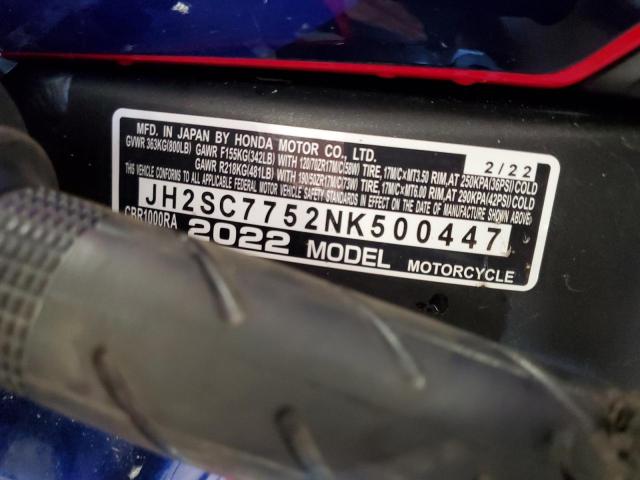 MFD. IN JAPAN BY HONDA MOTOR CO., LTD. 2/22
GVWR 363KG(800LB) GAWR F155KG(342LB) WITH 120/70ZR17M/C(58W) TIRE, 17M/C×MT3.50 RIM, AT 250KPA(36PSI) COLD
GAWR R218KG(481LB) WITH 180/50ZR17M/C(73W) TIRE, 17M/C×MT6.00 RIM, AT 290KPA(42PSI) COLD
THIS VEHICLE CONFORMS TO ALL APPLICABLE FEDERAL MOTOR VEHICLE SAFETY STANDARDS IN EFFECT ON THE DATE OF MANUFACTURE SHOWN ABOVE.
JH2SC7752NK500447
CBR1000RA 2022 MODEL MOTORCYCLE